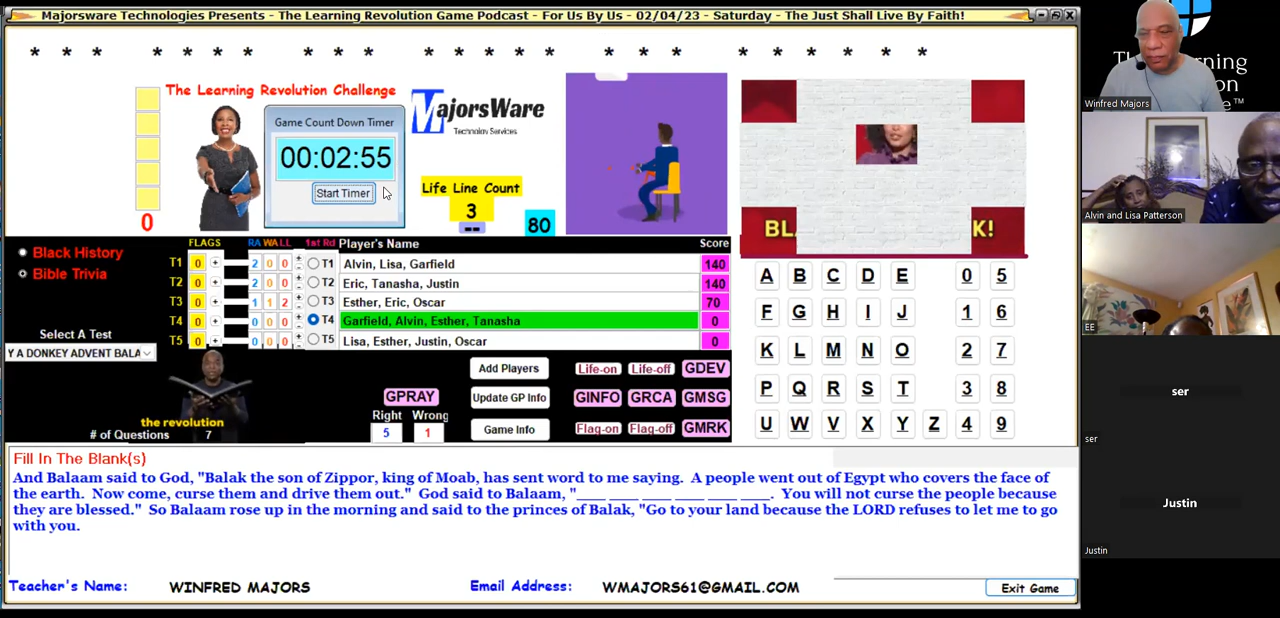 Majorsware Technologies Presents - The Learning Revolution Game Podcast - For Us By Us - 02/04/23 - Saturday - The Just Shall Live By Faith!
* * * * * * * * * * * * * * * * * * * * * * * *
The Learning Revolution Challenge
Game Count Down Timer
00:02:55
Start Timer
0
MajorsWare
Technology Services
Life Line Count
3
--
80
BL K!
Winfred Majors
Alvin and Lisa Patterson
EE
ser
ser
Justin
Justin
Black History
Bible Trivia
FLAGS RA WA LL 1st Rd Player's Name Score
T1 0 + 2 0 0 T1 Alvin, Lisa, Garfield 140
T2 0 + 2 0 0 T2 Eric, Tanasha, Justin 140
T3 0 + 1 1 2 T3 Esther, Eric, Oscar 70
T4 0 + 0 0 0 T4 Garfield, Alvin, Esther, Tanasha 0
T5 0 + 0 0 0 T5 Lisa, Esther, Justin, Oscar 0
Select A Test
Y A DONKEY ADVENT BALA
the revolution
# of Questions 7
GPRAY
Right Wrong
5 1
Add Players
Update GP Info
Game Info
Life-on Life-off GDEV
GINFO GRCA GMSG
Flag-on Flag-off GMRK
A B C D E 0 5
F G H I J 1 6
K L M N O 2 7
P Q R S T 3 8
U W V X Y Z 4 9
Fill In The Blank(s)
And Balaam said to God, "Balak the son of Zippor, king of Moab, has sent word to me saying. A people went out of Egypt who covers the face of
the earth. Now come, curse them and drive them out." God said to Balaam, "___ ___ ___ ___ ___ ___. You will not curse the people because
they are blessed." So Balaam rose up in the morning and said to the princes of Balak, "Go to your land because the LORD refuses to let me to go
with you.
Teacher's Name: WINFRED MAJORS Email Address: WMAJORS61@GMAIL.COM
Exit Game